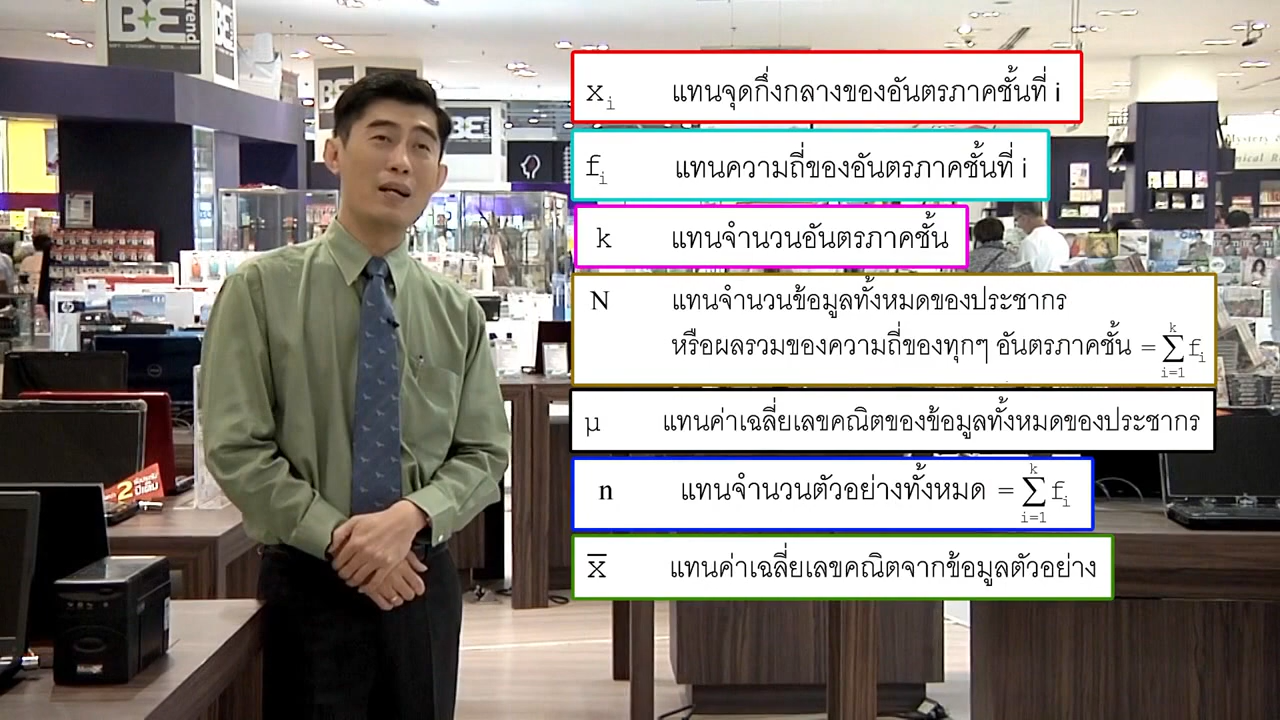 BE trend
BE
xᵢ แทนจุดกึ่งกลางของอันตรภาคชั้นที่ i
fᵢ แทนความถี่ของอันตรภาคชั้นที่ i
k แทนจำนวนอันตรภาคชั้น
N แทนจำนวนข้อมูลทั้งหมดของประชากร
หรือผลรวมของความถี่ของทุกๆ อันตรภาคชั้น = ∑ᵢ₌₁ᵏ fᵢ
μ แทนค่าเฉลี่ยเลขคณิตของข้อมูลทั้งหมดของประชากร
n แทนจำนวนตัวอย่างทั้งหมด = ∑ᵢ₌₁ᵏ fᵢ
x̅ แทนค่าเฉลี่ยเลขคณิตจากข้อมูลตัวอย่าง